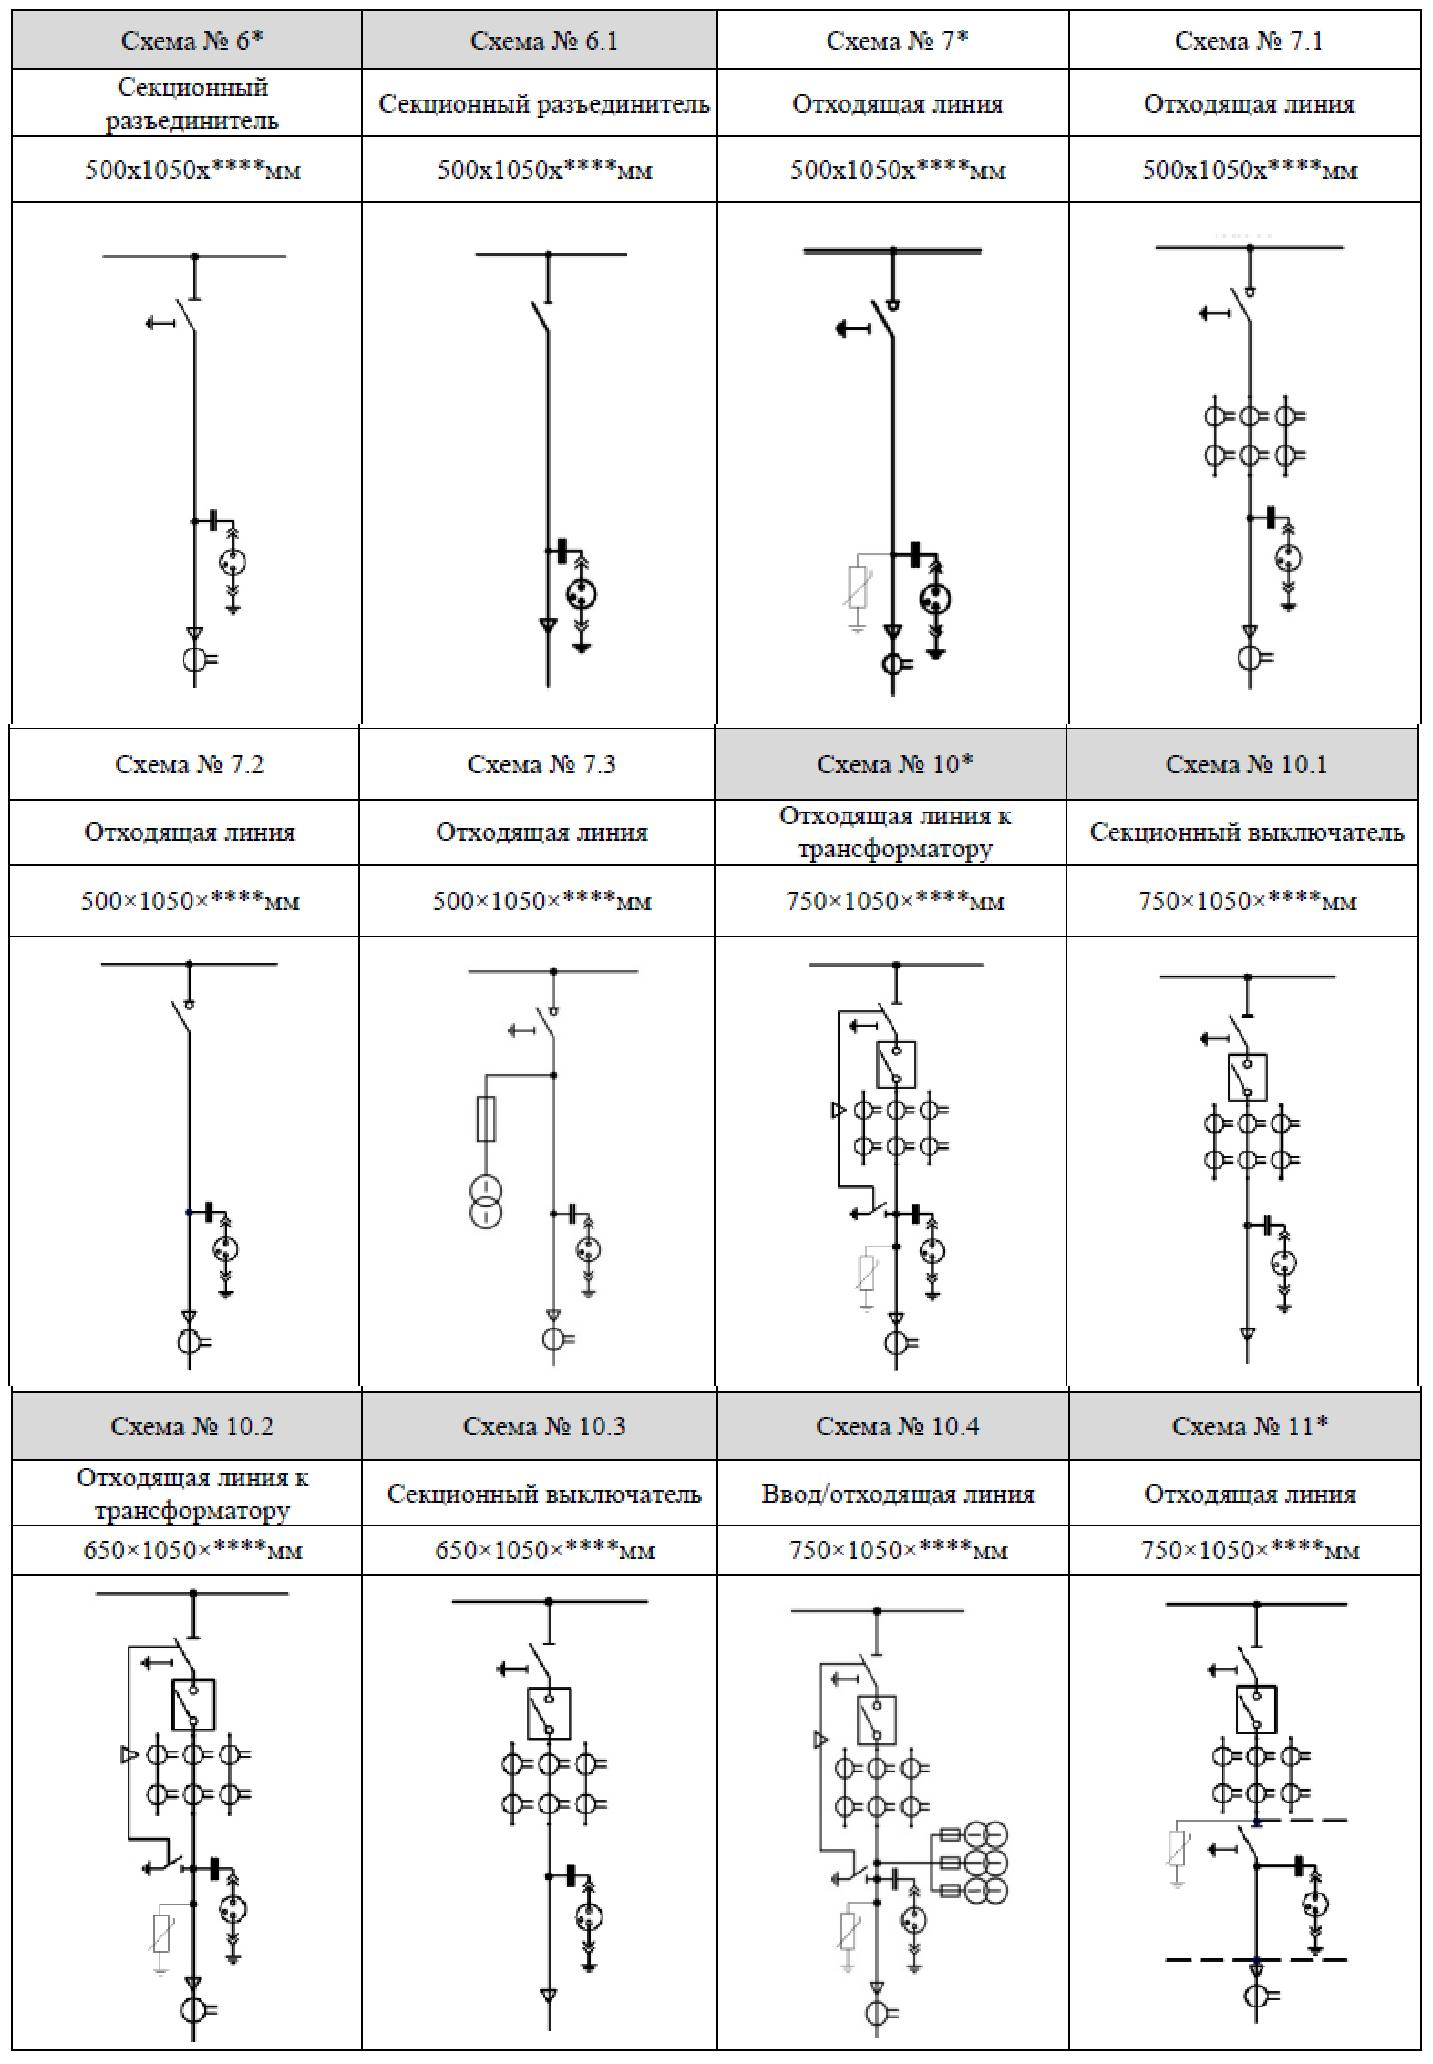 Схема № 6*
Схема № 6.1
Схема № 7*
Схема № 7.1
Секционный
разъединитель
Секционный разъединитель
Отходящая линия
Отходящая линия
500х1050х****мм
500х1050х****мм
500х1050х****мм
500х1050х****мм
Схема № 7.2
Схема № 7.3
Схема № 10*
Схема № 10.1
Отходящая линия
Отходящая линия
Отходящая линия к
трансформатору
Секционный выключатель
500×1050×****мм
500×1050×****мм
750×1050×****мм
750×1050×****мм
Схема № 10.2
Схема № 10.3
Схема № 10.4
Схема № 11*
Отходящая линия к
трансформатору
Секционный выключатель
Ввод/отходящая линия
Отходящая линия
650×1050×****мм
650×1050×****мм
750×1050×****мм
750×1050×****мм